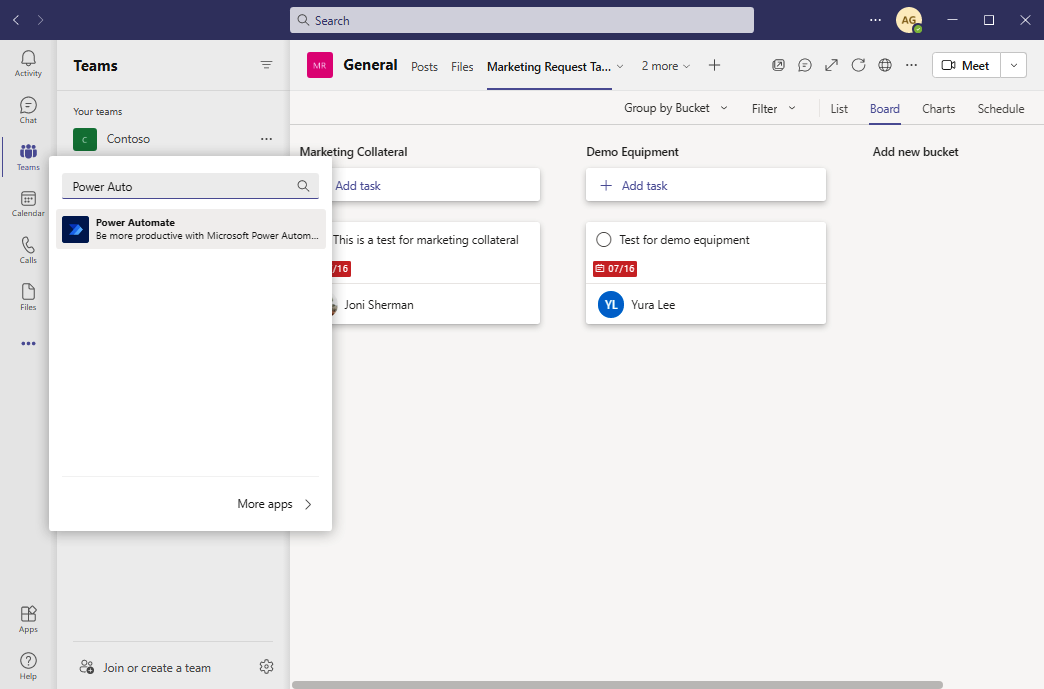 Search
AG
Activity
Chat
Teams
Calendar
Calls
Files
Apps
Help
Teams
Your teams
C
Contoso
Power Auto
Power Automate
Be more productive with Microsoft Power Autom...
More apps
Join or create a team
MR
General
Posts
Files
Marketing Request Ta...
2 more
Meet
Group by Bucket
Filter
List
Board
Charts
Schedule
Marketing Collateral
Add task
This is a test for marketing collateral
/16
Joni Sherman
Demo Equipment
Add task
Test for demo equipment
07/16
YL
Yura Lee
Add new bucket